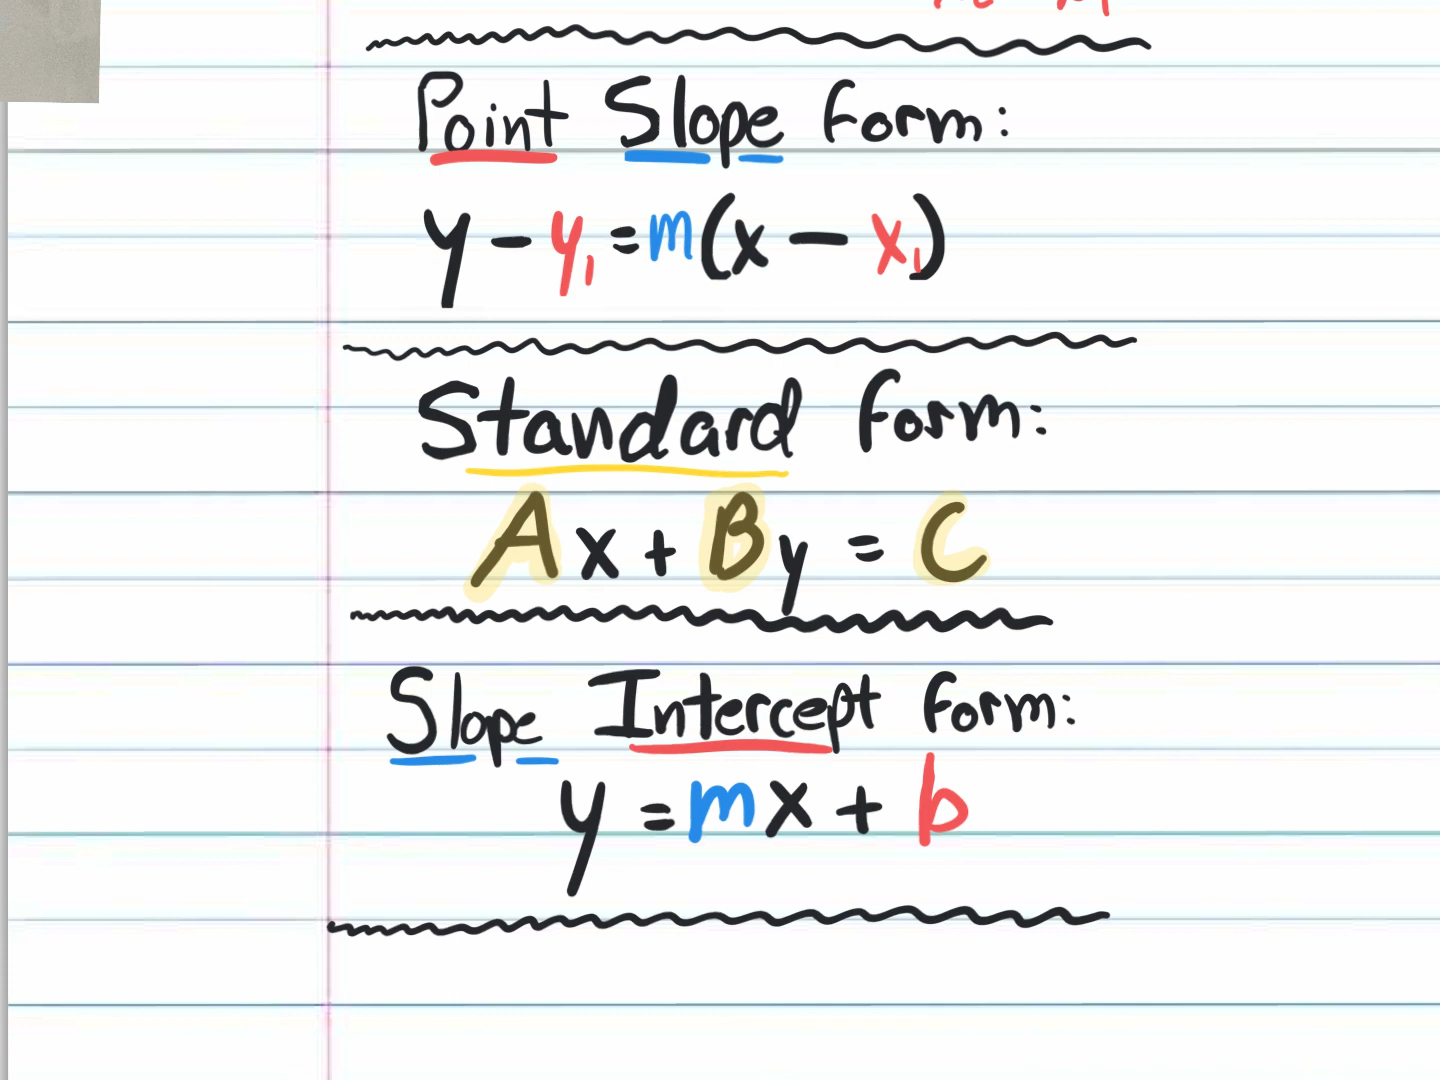 Point Slope form:
y - y₁ = m(x - x₁)
Standard form:
Ax + By = C
Slope Intercept form:
y = mx + b